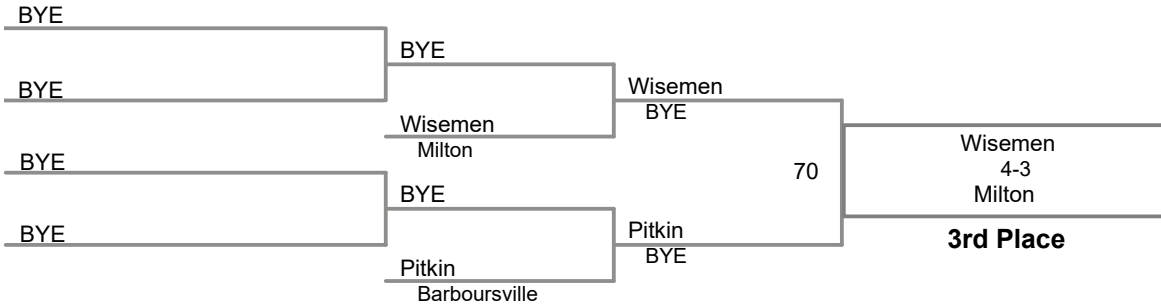 BYE
BYE
BYE
Wisemen
Milton
Wisemen
BYE
BYE
BYE
BYE
Pitkin
Barboursville
Pitkin
BYE
70
Wisemen
4-3
Milton
3rd Place